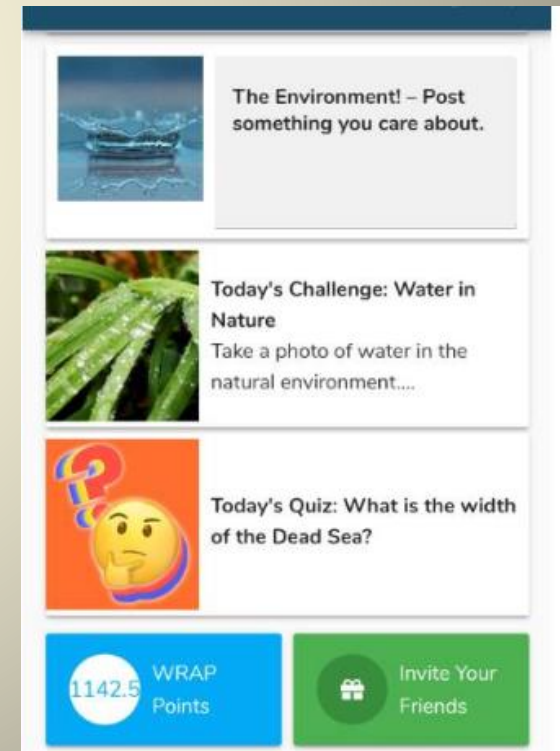 The Environment! – Post
something you care about.
Today's Challenge: Water in
Nature
Take a photo of water in the
natural environment....
Today's Quiz: What is the width
of the Dead Sea?
1142.5
WRAP
Points
Invite Your
Friends